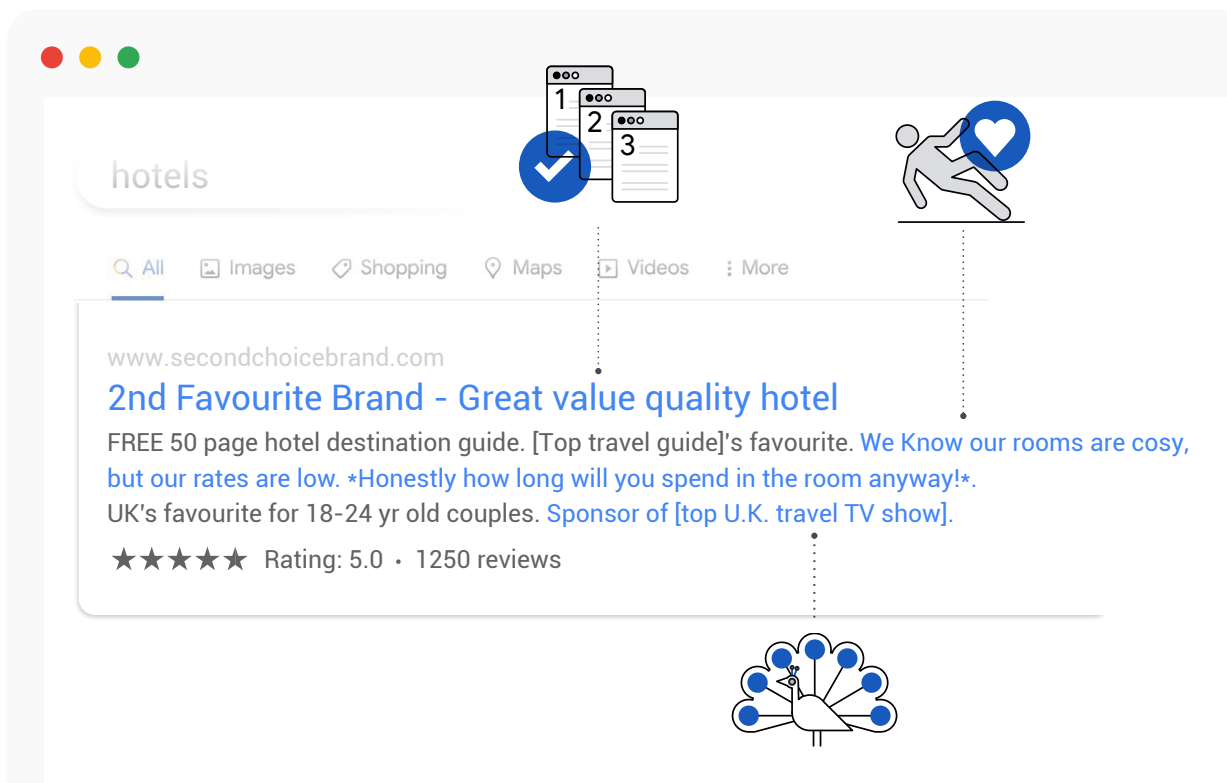 1
2
3
hotels
All Images Shopping Maps Videos More
www.secondchoicebrand.com
2nd Favourite Brand - Great value quality hotel
FREE 50 page hotel destination guide. [Top travel guide]'s favourite. We Know our rooms are cosy,
but our rates are low. *Honestly how long will you spend in the room anyway!*.
UK's favourite for 18-24 yr old couples. Sponsor of [top U.K. travel TV show].
Rating: 5.0 • 1250 reviews